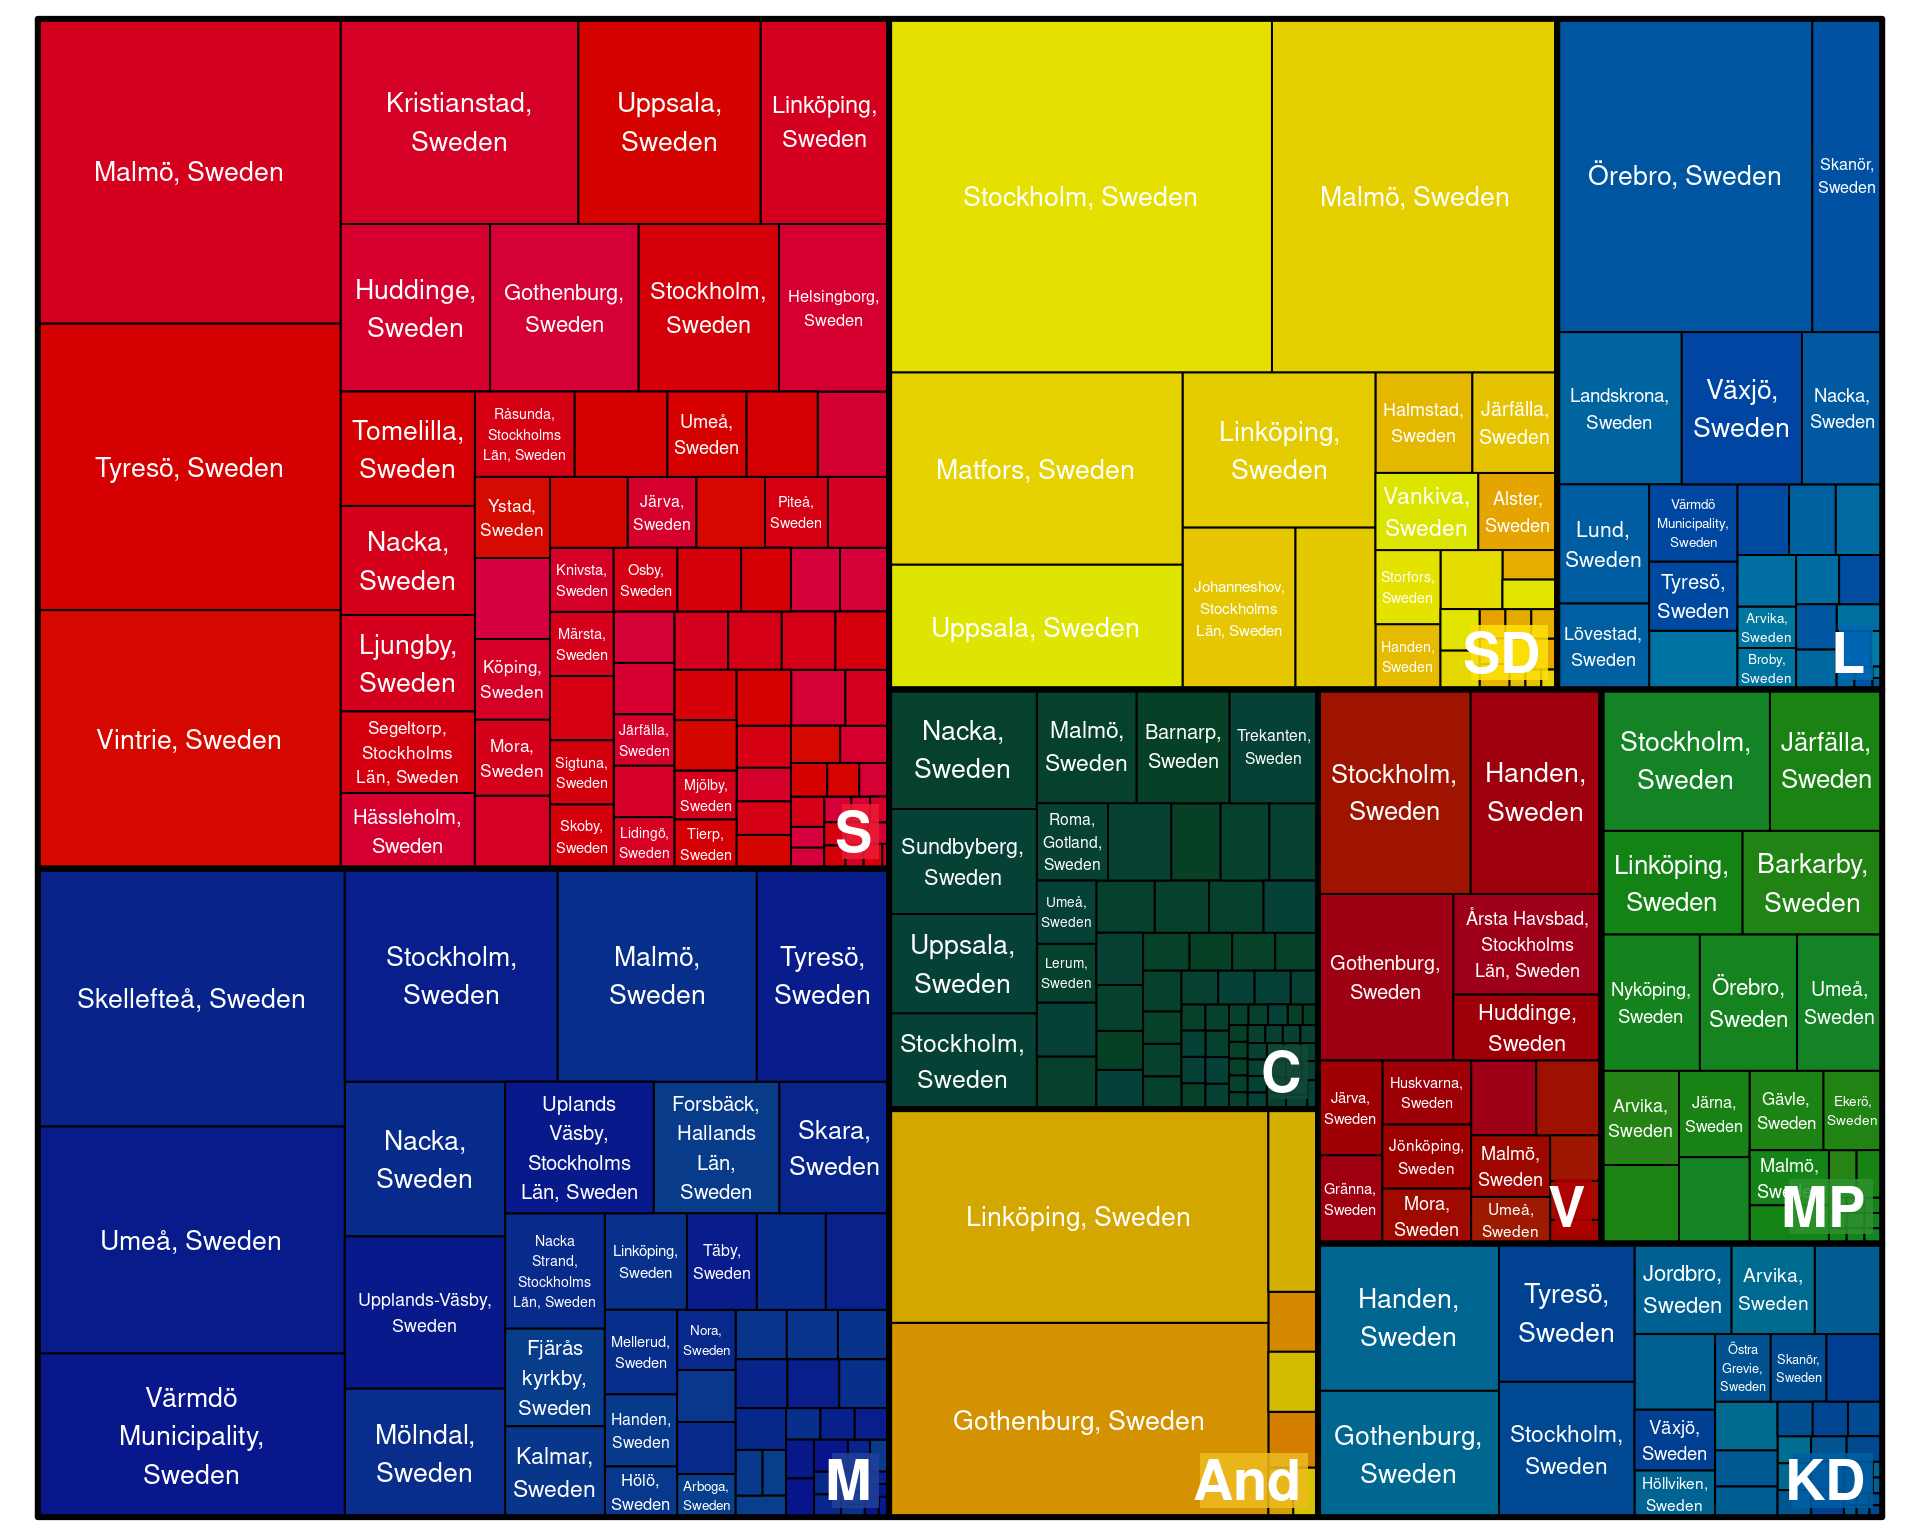 Malmö, Sweden
Tyresö, Sweden
Vintrie, Sweden
Kristianstad,
Sweden
Uppsala,
Sweden
Linköping,
Sweden
Huddinge,
Sweden
Gothenburg,
Sweden
Stockholm,
Sweden
Helsingborg,
Sweden
Tomelilla,
Sweden
Nacka,
Sweden
Ljungby,
Sweden
Segeltorp,
Stockholms
Län, Sweden
Hässleholm,
Sweden
Råsunda,
Stockholms
Län, Sweden
Umeå,
Sweden
Ystad,
Sweden
Järva,
Sweden
Piteå,
Sweden
Köping,
Sweden
Mora,
Sweden
Knivsta,
Sweden
Osby,
Sweden
Märsta,
Sweden
Sigtuna,
Sweden
Skoby,
Sweden
Järfälla,
Sweden
Lidingö,
Sweden
Mjölby,
Sweden
Tierp,
Sweden
S
Skellefteå, Sweden
Umeå, Sweden
Värmdö
Municipality,
Sweden
Stockholm,
Sweden
Malmö,
Sweden
Tyresö,
Sweden
Nacka,
Sweden
Upplands-Väsby,
Sweden
Mölndal,
Sweden
Uplands
Väsby,
Stockholms
Län, Sweden
Forsbäck,
Hallands
Län,
Sweden
Skara,
Sweden
Nacka
Strand,
Stockholms
Län, Sweden
Fjärås
kyrkby,
Sweden
Kalmar,
Sweden
Linköping,
Sweden
Täby,
Sweden
Mellerud,
Sweden
Handen,
Sweden
Hölö,
Sweden
Nora,
Sweden
Arboga,
Sweden
M
Stockholm, Sweden
Malmö, Sweden
Matfors, Sweden
Uppsala, Sweden
Linköping,
Sweden
Johanneshov,
Stockholms
Län, Sweden
Halmstad,
Sweden
Järfälla,
Sweden
Vankiva,
Sweden
Alster,
Sweden
Storfors,
Sweden
Handen,
Sweden
SD
Örebro, Sweden
Skanör,
Sweden
Landskrona,
Sweden
Växjö,
Sweden
Nacka,
Sweden
Lund,
Sweden
Lövestad,
Sweden
Värmdö
Municipality,
Sweden
Tyresö,
Sweden
Arvika,
Sweden
Broby,
Sweden
L
Nacka,
Sweden
Sundbyberg,
Sweden
Uppsala,
Sweden
Stockholm,
Sweden
Malmö,
Sweden
Barnarp,
Sweden
Trekanten,
Sweden
Roma,
Gotland,
Sweden
Umeå,
Sweden
Lerum,
Sweden
C
Linköping, Sweden
Gothenburg, Sweden
And
Stockholm,
Sweden
Handen,
Sweden
Gothenburg,
Sweden
Årsta Havsbad,
Stockholms
Län, Sweden
Huddinge,
Sweden
Järva,
Sweden
Gränna,
Sweden
Huskvarna,
Sweden
Jönköping,
Sweden
Mora,
Sweden
Malmö,
Sweden
Umeå,
Sweden
V
Stockholm,
Sweden
Järfälla,
Sweden
Linköping,
Sweden
Barkarby,
Sweden
Nyköping,
Sweden
Örebro,
Sweden
Umeå,
Sweden
Arvika,
Sweden
Järna,
Sweden
Gävle,
Sweden
Ekerö,
Sweden
Malmö,
Sweden
MP
Handen,
Sweden
Gothenburg,
Sweden
Tyresö,
Sweden
Stockholm,
Sweden
Jordbro,
Sweden
Arvika,
Sweden
Östra
Grevie,
Sweden
Skanör,
Sweden
Växjö,
Sweden
Höllviken,
Sweden
KD